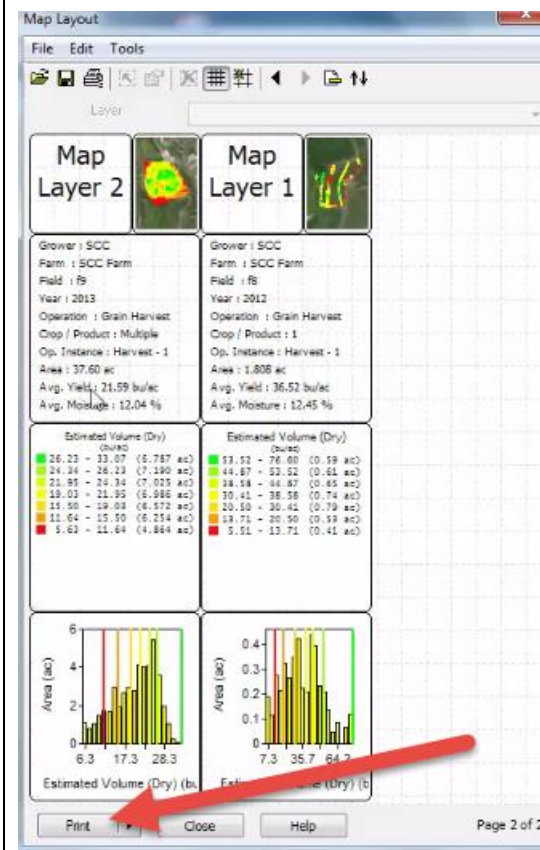 Map Layout
File Edit Tools
Layer
Map
Layer 2
Map
Layer 1
Grower : SCC
Farm : SCC Farm
Field : f9
Year : 2013
Operation : Grain Harvest
Crop / Product : Multiple
Op. Instance : Harvest - 1
Area : 37.60 ac
Avg. Yield : 21.59 bu/ac
Avg. Moisture : 12.04 %
Grower : SCC
Farm : SCC Farm
Field : f8
Year : 2012
Operation : Grain Harvest
Crop / Product : 1
Op. Instance : Harvest - 1
Area : 1.808 ac
Avg. Yield : 36.52 bu/ac
Avg. Moisture : 12.45 %
Estimated Volume (Dry)
(bu/ac)
26.23 - 33.07 (6.787 ac)
24.34 - 26.23 (7.190 ac)
21.95 - 24.34 (7.025 ac)
19.03 - 21.95 (6.986 ac)
15.50 - 19.03 (6.572 ac)
11.64 - 15.50 (6.254 ac)
5.63 - 11.64 (4.864 ac)
Estimated Volume (Dry)
(bu/ac)
53.52 - 76.60 (0.59 ac)
44.87 - 53.52 (0.61 ac)
38.58 - 44.87 (0.65 ac)
30.41 - 38.58 (0.74 ac)
20.50 - 30.41 (0.79 ac)
13.71 - 20.50 (0.53 ac)
5.51 - 13.71 (0.41 ac)
Area (ac)
6
4
2
0
6.3 17.3 28.3
Estimated Volume (Dry) (bu
Area (ac)
0.4
0.3
0.2
0.1
0
7.3 35.7
(Dry) (b
Print Close Help Page 2 of 2